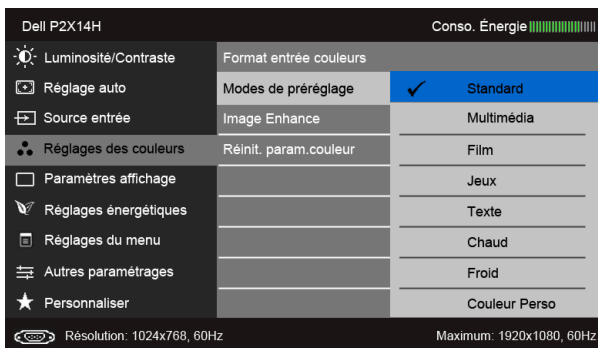 Dell P2X14H Conso. Énergie
Luminosité/Contraste Format entrée couleurs
Réglage auto Modes de préréglage Standard
Source entrée Image Enhance Multimédia
Réglages des couleurs Réinit. param.couleur Film
Paramètres affichage Jeux
Réglages énergétiques Texte
Réglages du menu Chaud
Autres paramétrages Froid
Personnaliser Couleur Perso
Résolution: 1024x768, 60Hz Maximum: 1920x1080, 60Hz